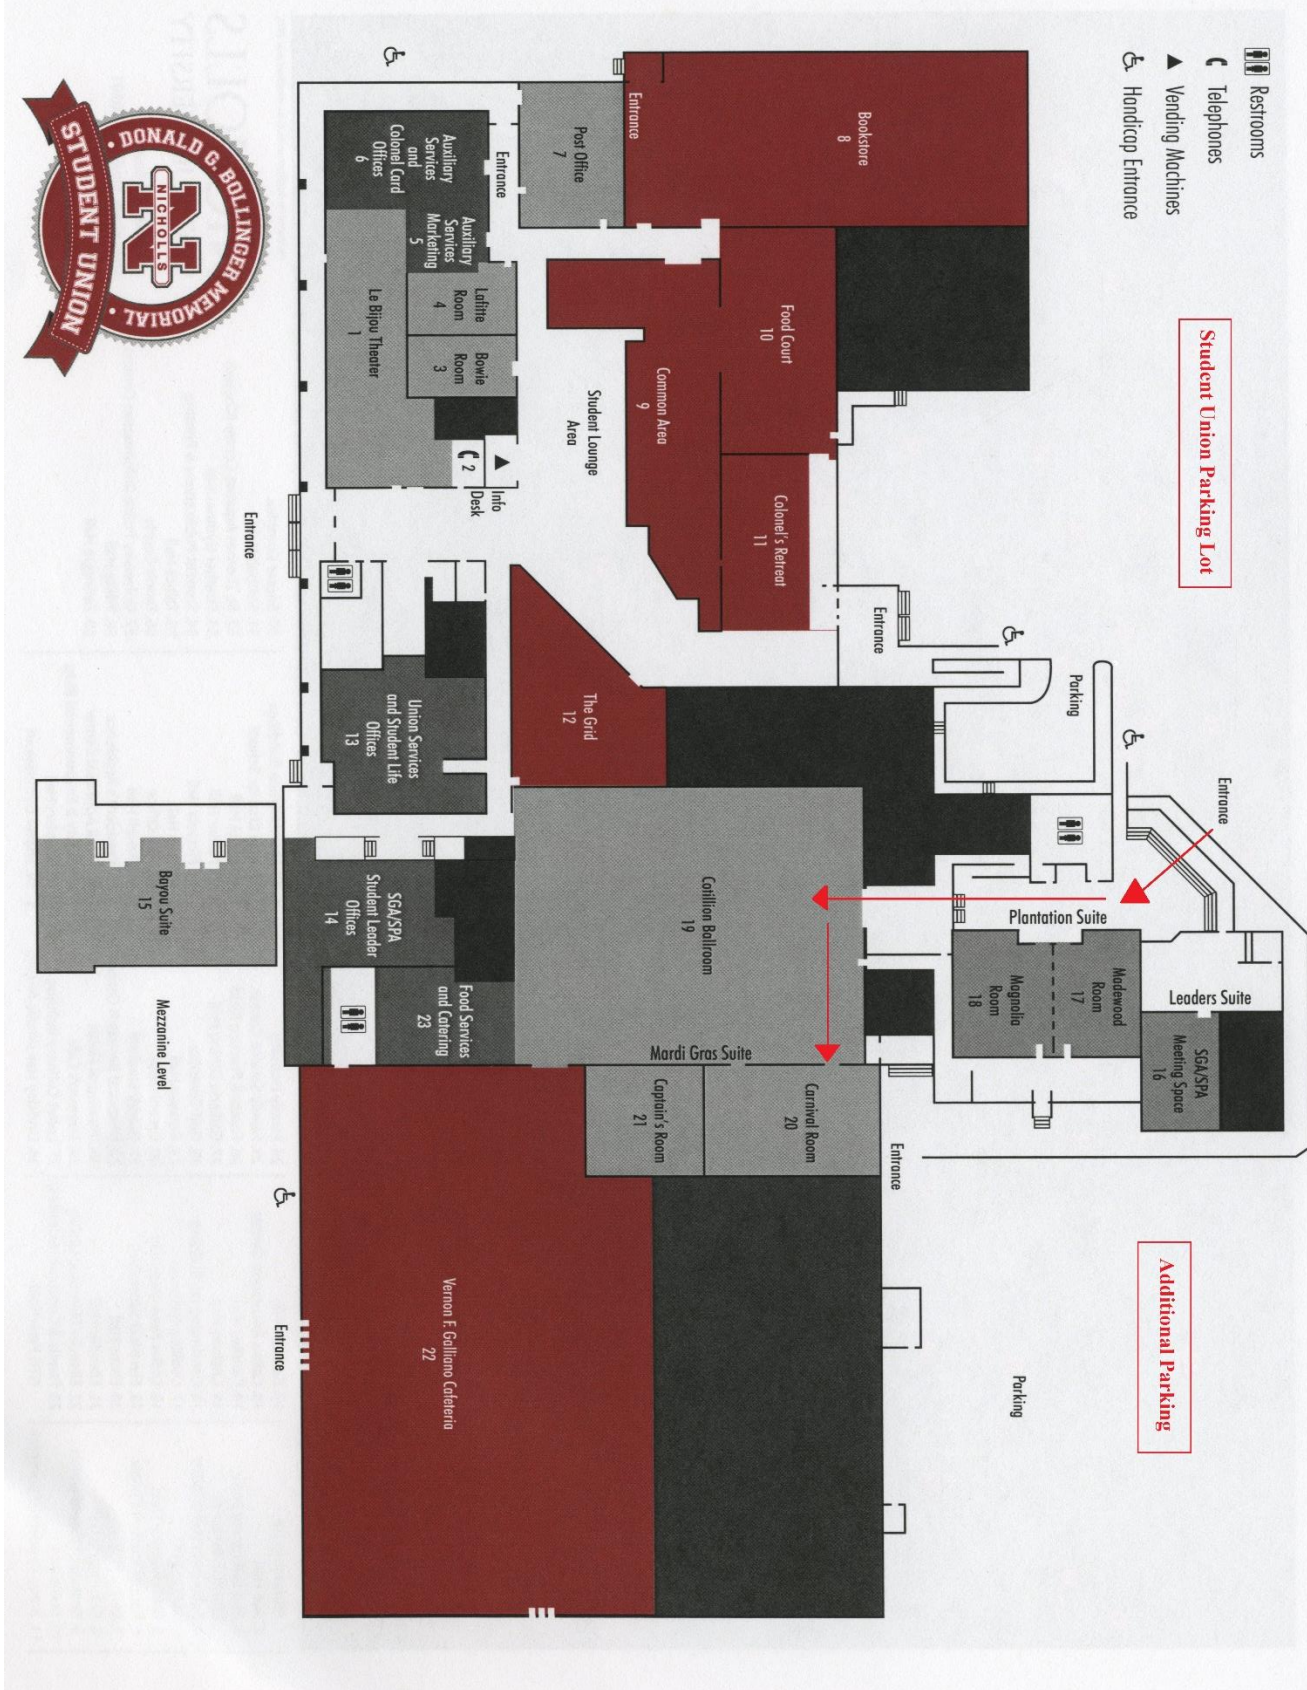 Restrooms
Telephones
Vending Machines
Handicap Entrance
Student Union Parking Lot
Additional Parking
DONALD G. BOLLINGER MEMORIAL
STUDENT UNION
N
NICHOLLS
Bookstore
8
Entrance
Post Office
7
Entrance
Auxiliary
Services
and
Colonel Card
Offices
6
Auxiliary
Services
Marketing
5
Lafitte
Room
4
Bowie
Room
3
Le Bijou Theater
1
2
Info
Desk
Entrance
Student Lounge
Area
Food Court
10
Common Area
9
Colonel's Retreat
11
Entrance
Parking
The Grid
12
Union Services
and Student Life
Offices
13
Entrance
Plantation Suite
Leaders Suite
Madewood
Room
17
Magnolia
Room
18
SGA/SPA
Meeting Space
16
Cotillion Ballroom
19
Mardi Gras Suite
SGA/SPA
Student Leader
Offices
14
Food Services
and Catering
23
Bayou Suite
15
Mezzanine Level
Carnival Room
20
Captain's Room
21
Entrance
Vernon F. Galliano Cafeteria
22
Entrance
Parking